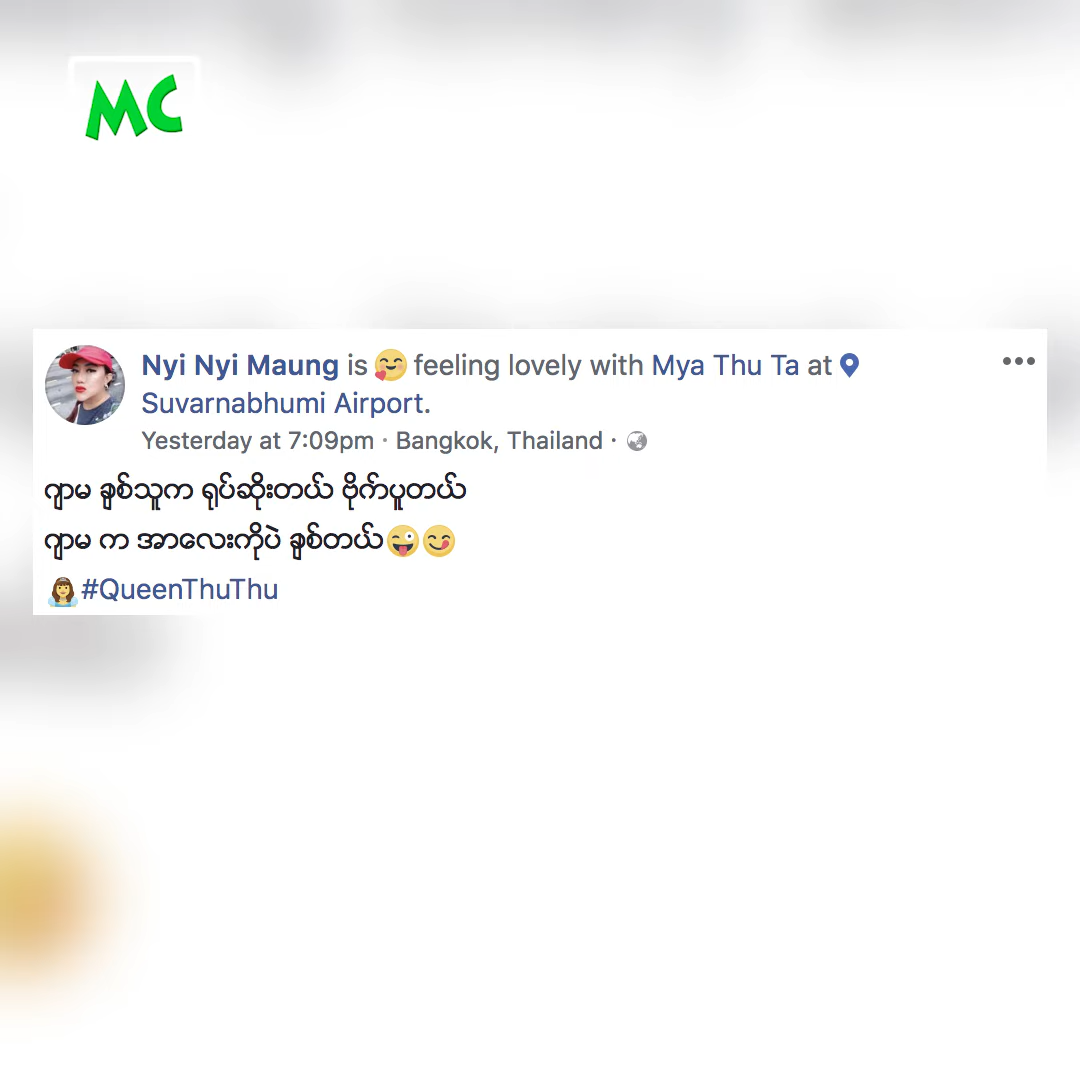 MC
Nyi Nyi Maung is 🥰 feeling lovely with Mya Thu Ta at
Suvarnabhumi Airport.
Yesterday at 7:09pm · Bangkok, Thailand ·
ဂျာမ ချစ်သူက ရုပ်ဆိုးတယ် ဗိုက်ပူတယ်
ဂျာမ က အာလေးကိုပဲ ချစ်တယ်😜😋
👸#QueenThuThu